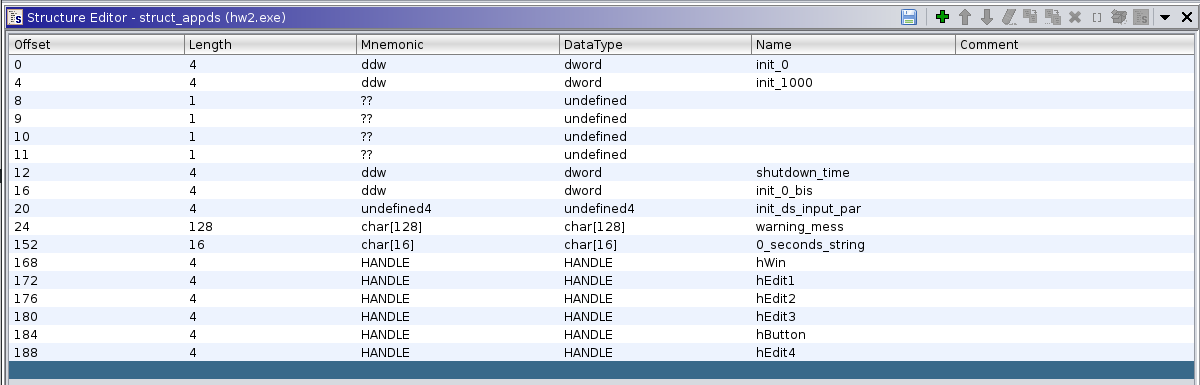 Structure Editor - struct_appds (hw2.exe)
Offset Length Mnemonic DataType Name Comment
0 4 ddw dword init_0
4 4 ddw dword init_1000
8 1 ?? undefined
9 1 ?? undefined
10 1 ?? undefined
11 1 ?? undefined
12 4 ddw dword shutdown_time
16 4 ddw dword init_0_bis
20 4 undefined4 undefined4 init_ds_input_par
24 128 char[128] char[128] warning_mess
152 16 char[16] char[16] 0_seconds_string
168 4 HANDLE HANDLE hWin
172 4 HANDLE HANDLE hEdit1
176 4 HANDLE HANDLE hEdit2
180 4 HANDLE HANDLE hEdit3
184 4 HANDLE HANDLE hButton
188 4 HANDLE HANDLE hEdit4